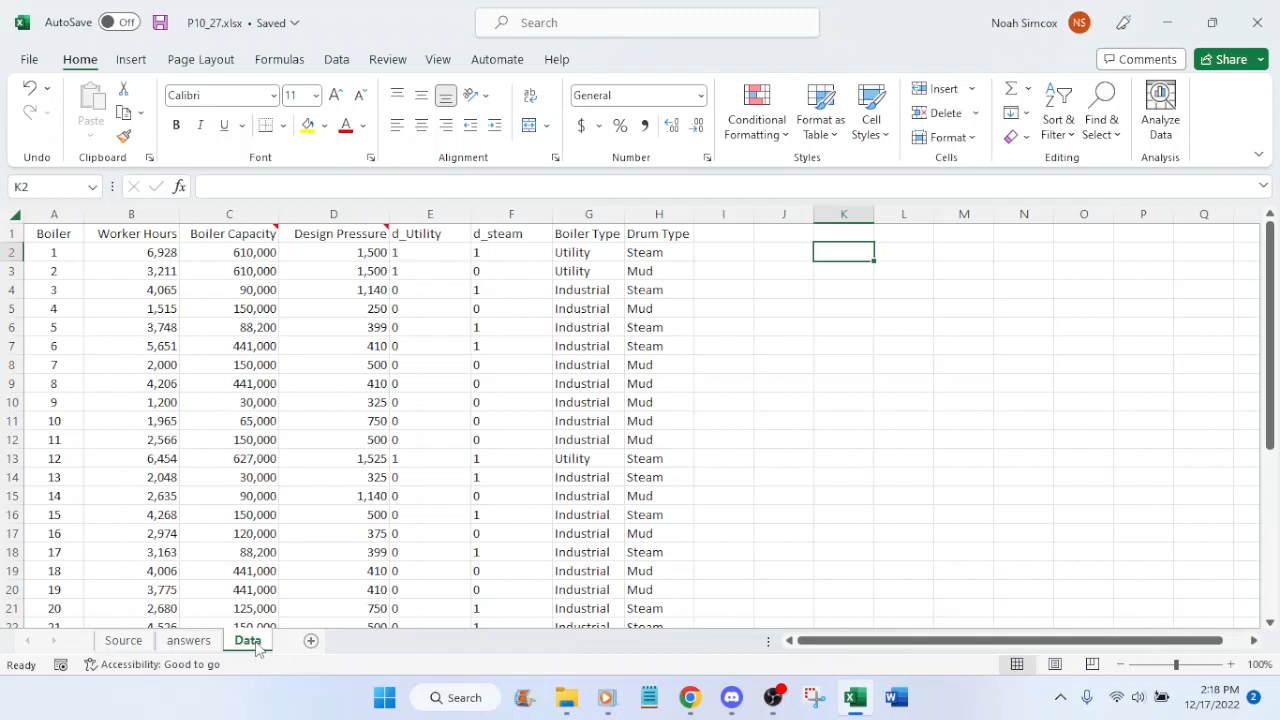 AutoSave Off P10_27.xlsx • Saved Search Noah Simcox NS
File Home Insert Page Layout Formulas Data Review View Automate Help Comments Share
Undo Paste Clipboard Calibri 11 B I U A Font Alignment General $ % , Number Conditional Formatting Format as Table Cell Styles Styles Insert Delete Format Cells Sort & Filter Find & Select Editing Analyze Data Analysis
K2 fx
A B C D E F G H I J K L M N O P Q
1 Boiler Worker Hours Boiler Capacity Design Pressure d_Utility d_steam Boiler Type Drum Type
2 1 6,928 610,000 1,500 1 1 Utility Steam
3 2 3,211 610,000 1,500 1 0 Utility Mud
4 3 4,065 90,000 1,140 0 1 Industrial Steam
5 4 1,515 150,000 250 0 0 Industrial Mud
6 5 3,748 88,200 399 0 1 Industrial Steam
7 6 5,651 441,000 410 0 1 Industrial Steam
8 7 2,000 150,000 500 0 0 Industrial Mud
9 8 4,206 441,000 410 0 0 Industrial Mud
10 9 1,200 30,000 325 0 0 Industrial Mud
11 10 1,965 65,000 750 0 0 Industrial Mud
12 11 2,566 150,000 500 0 0 Industrial Mud
13 12 6,454 627,000 1,525 1 1 Utility Steam
14 13 2,048 30,000 325 0 1 Industrial Steam
15 14 2,635 90,000 1,140 0 0 Industrial Mud
16 15 4,268 150,000 500 0 1 Industrial Steam
17 16 2,974 120,000 375 0 0 Industrial Mud
18 17 3,163 88,200 399 0 1 Industrial Steam
19 18 4,006 441,000 410 0 0 Industrial Mud
20 19 3,775 441,000 410 0 0 Industrial Mud
21 20 2,680 125,000 750 0 1 Industrial Steam
22 21 4,526 150,000 500 0 1 Industrial Steam
Source answers Data
Ready Accessibility: Good to go 100%
Search 2:18 PM
12/17/2022 2